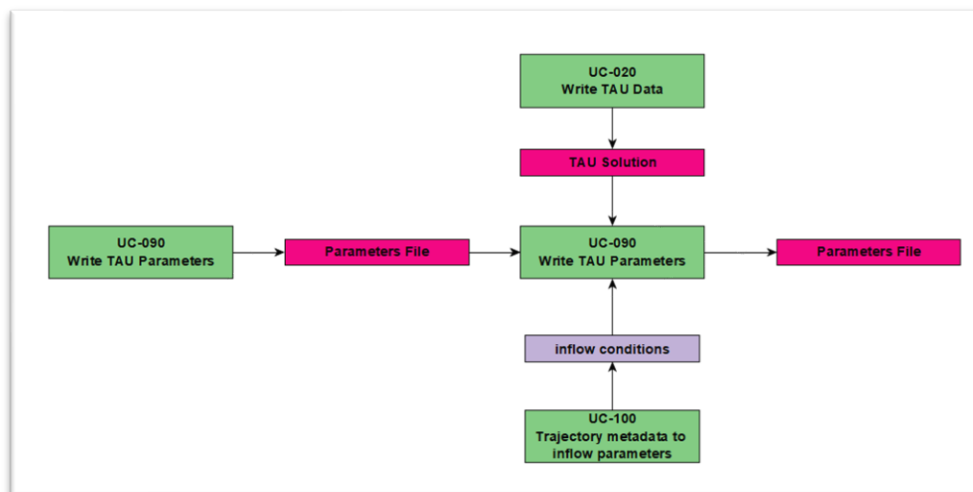 UC-020
Write TAU Data
TAU Solution
UC-090
Write TAU Parameters
Parameters File
UC-090
Write TAU Parameters
Parameters File
inflow conditions
UC-100
Trajectory metadata to
inflow parameters